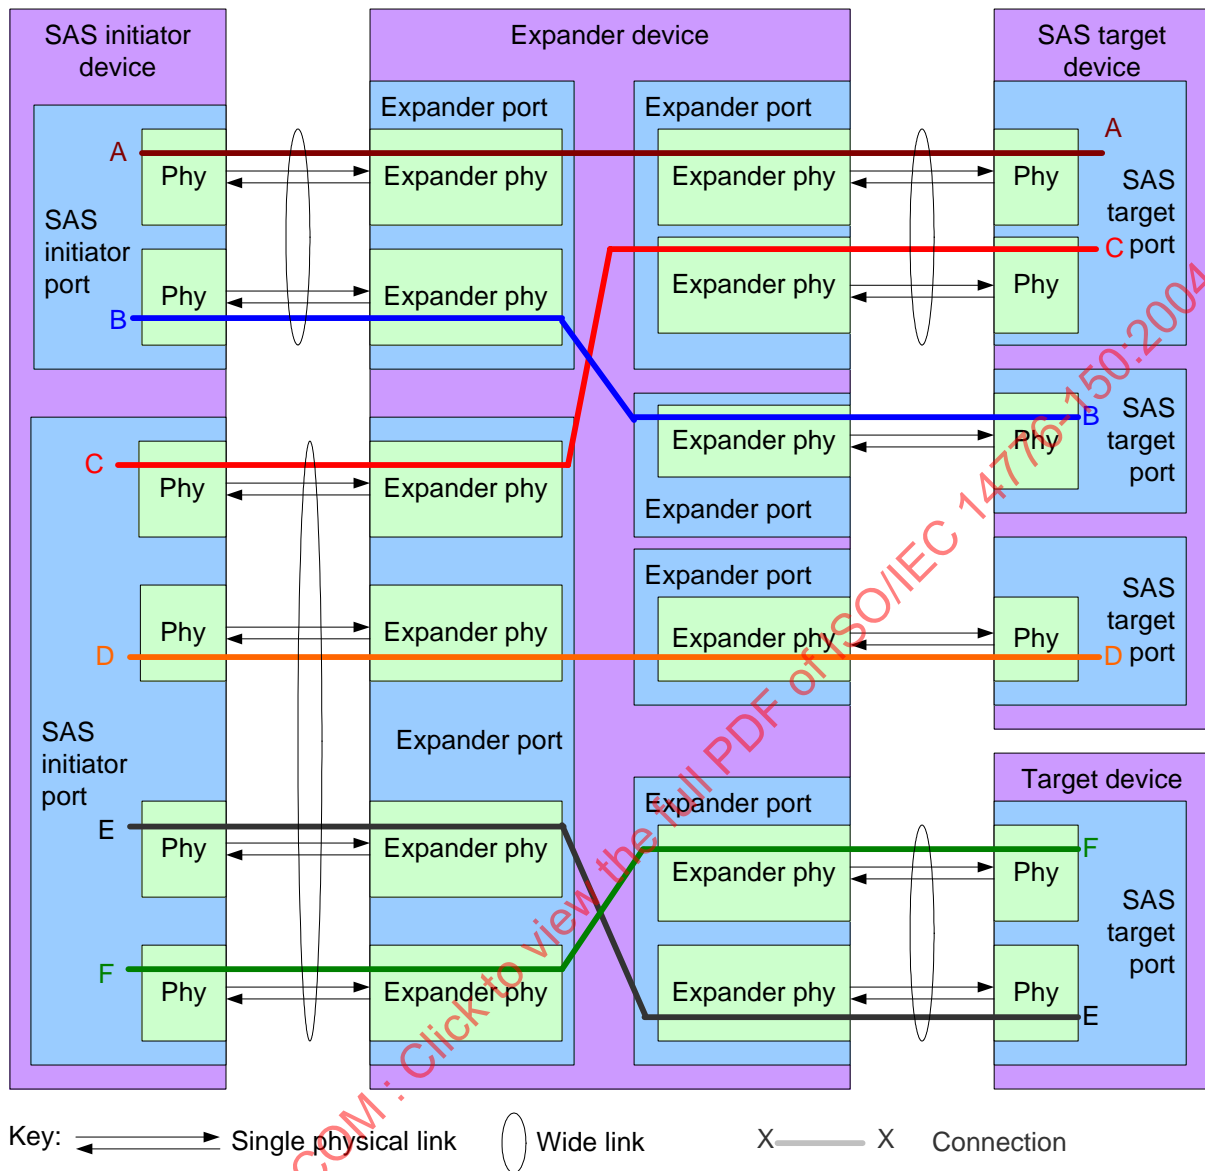 SAS initiator
device
Expander device
SAS target
device
Expander port
Expander port
A
Phy
Expander phy
Expander phy
Phy
A
SAS
target
port
SAS
initiator
port
Phy
Expander phy
Expander phy
Phy
C
B
Expander phy
Phy
B
SAS
target
port
Expander port
C
Phy
Expander phy
Expander port
D
Phy
Expander phy
Expander phy
Phy
D
SAS
target
port
SAS
initiator
port
Expander port
Target device
Expander port
E
Phy
Expander phy
Expander phy
Phy
F
SAS
target
port
F
Phy
Expander phy
Expander phy
Phy
E
Key:
Single physical link
Wide link
X
X
Connection
COM : Click to view the full PDF of ISO/IEC 14776-150:2004